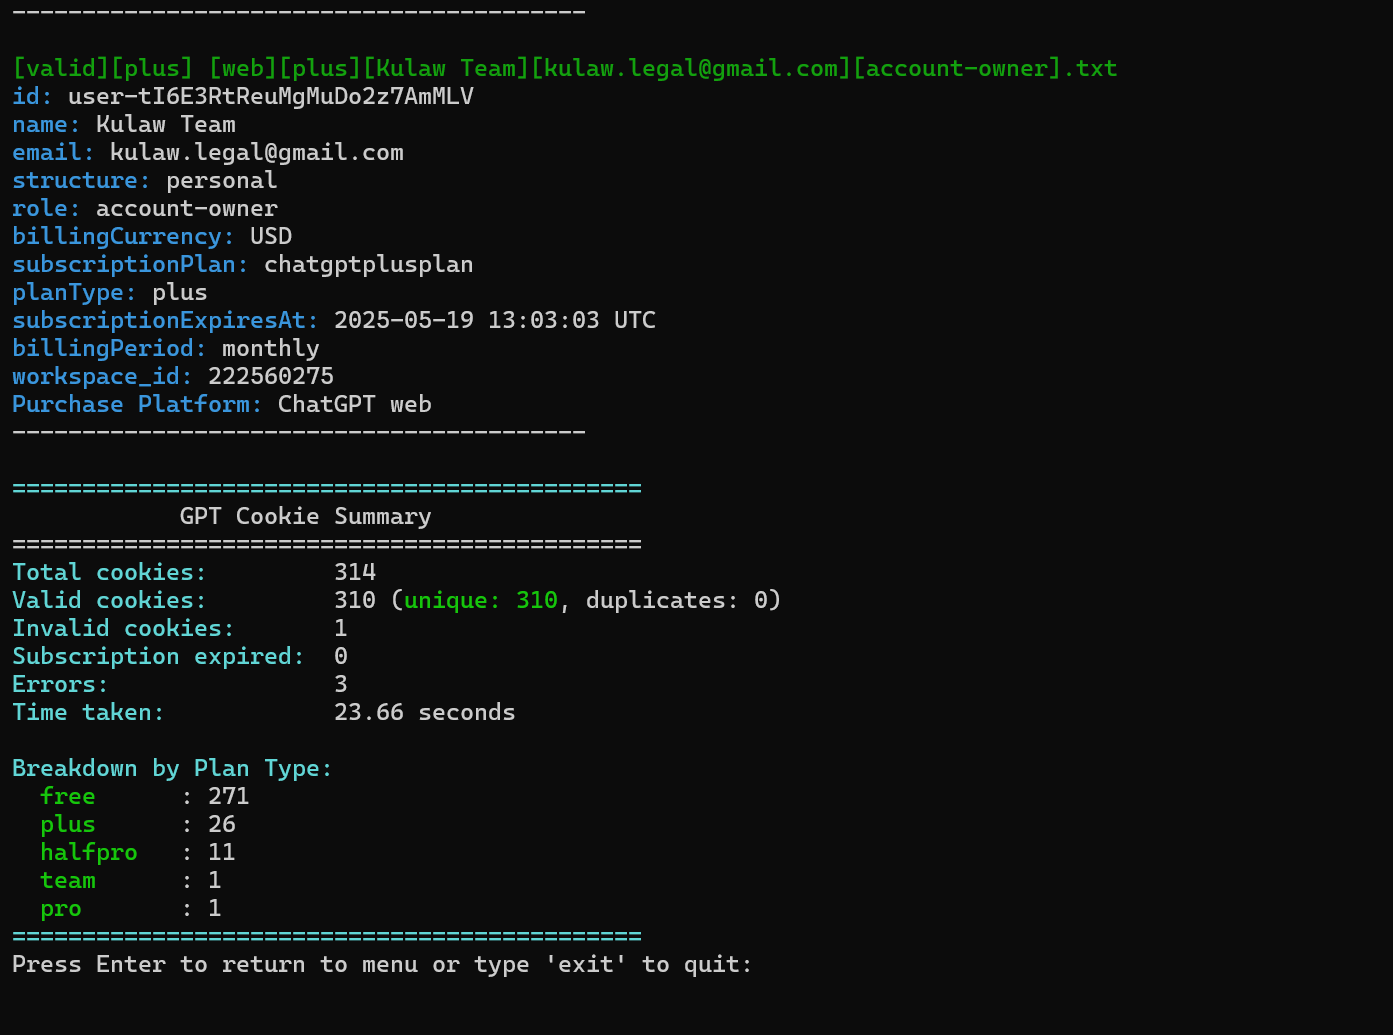 -----------------------------------------
[valid][plus] [web][plus][Kulaw Team][kulaw.legal@gmail.com][account-owner].txt
id: user-tI6E3RtReuMgMuDo2z7AmMLV
name: Kulaw Team
email: kulaw.legal@gmail.com
structure: personal
role: account-owner
billingCurrency: USD
subscriptionPlan: chatgptplusplan
planType: plus
subscriptionExpiresAt: 2025-05-19 13:03:03 UTC
billingPeriod: monthly
workspace_id: 222560275
Purchase Platform: ChatGPT web
-----------------------------------------
=============================================
GPT Cookie Summary
=============================================
Total cookies: 314
Valid cookies: 310 (unique: 310, duplicates: 0)
Invalid cookies: 1
Subscription expired: 0
Errors: 3
Time taken: 23.66 seconds
Breakdown by Plan Type:
free : 271
plus : 26
halfpro : 11
team : 1
pro : 1
=============================================
Press Enter to return to menu or type 'exit' to quit: